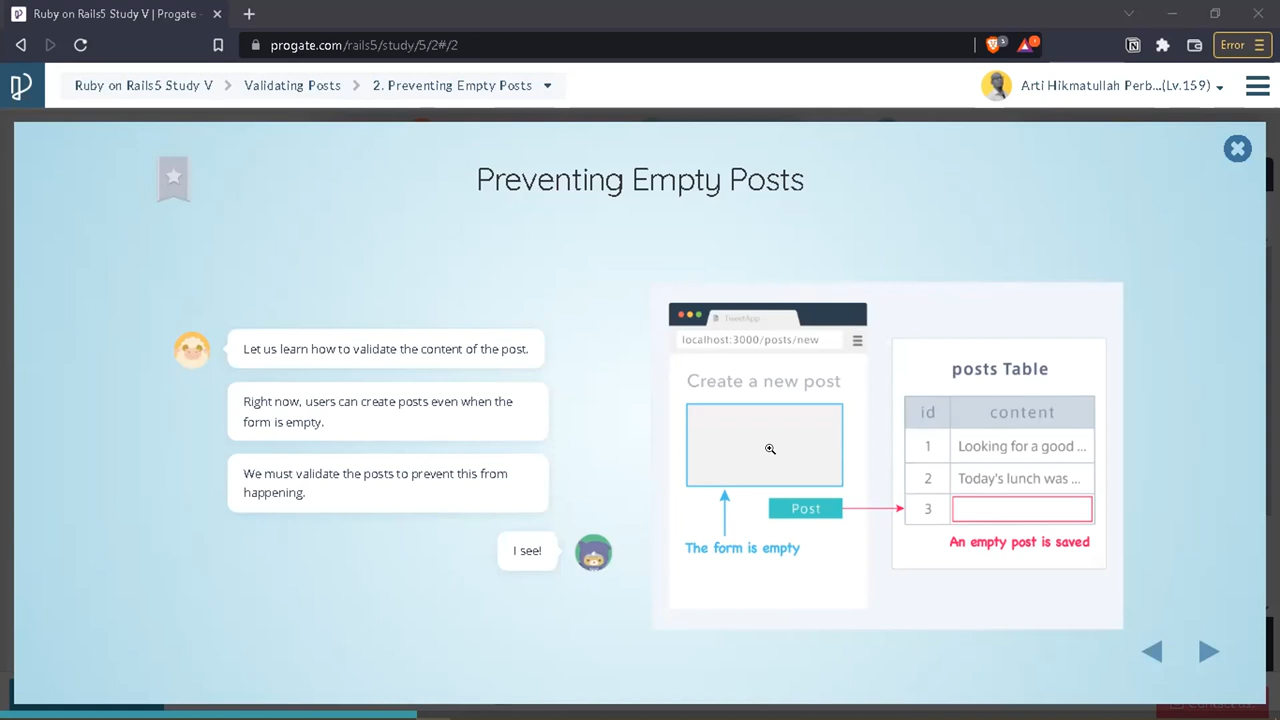 Ruby on Rails5 Study V | Progate
progate.com/rails5/study/5/2#/2
Error
Ruby on Rails5 Study V
Validating Posts
2. Preventing Empty Posts
Arti Hikmatullah Perb...(Lv.159)
Preventing Empty Posts
Let us learn how to validate the content of the post.
Right now, users can create posts even when the
form is empty.
We must validate the posts to prevent this from
happening.
I see!
TweetApp
localhost:3000/posts/new
Create a new post
Post
The form is empty
posts Table
id content
1 Looking for a good ...
2 Today's lunch was ...
3
An empty post is saved
Contact us!